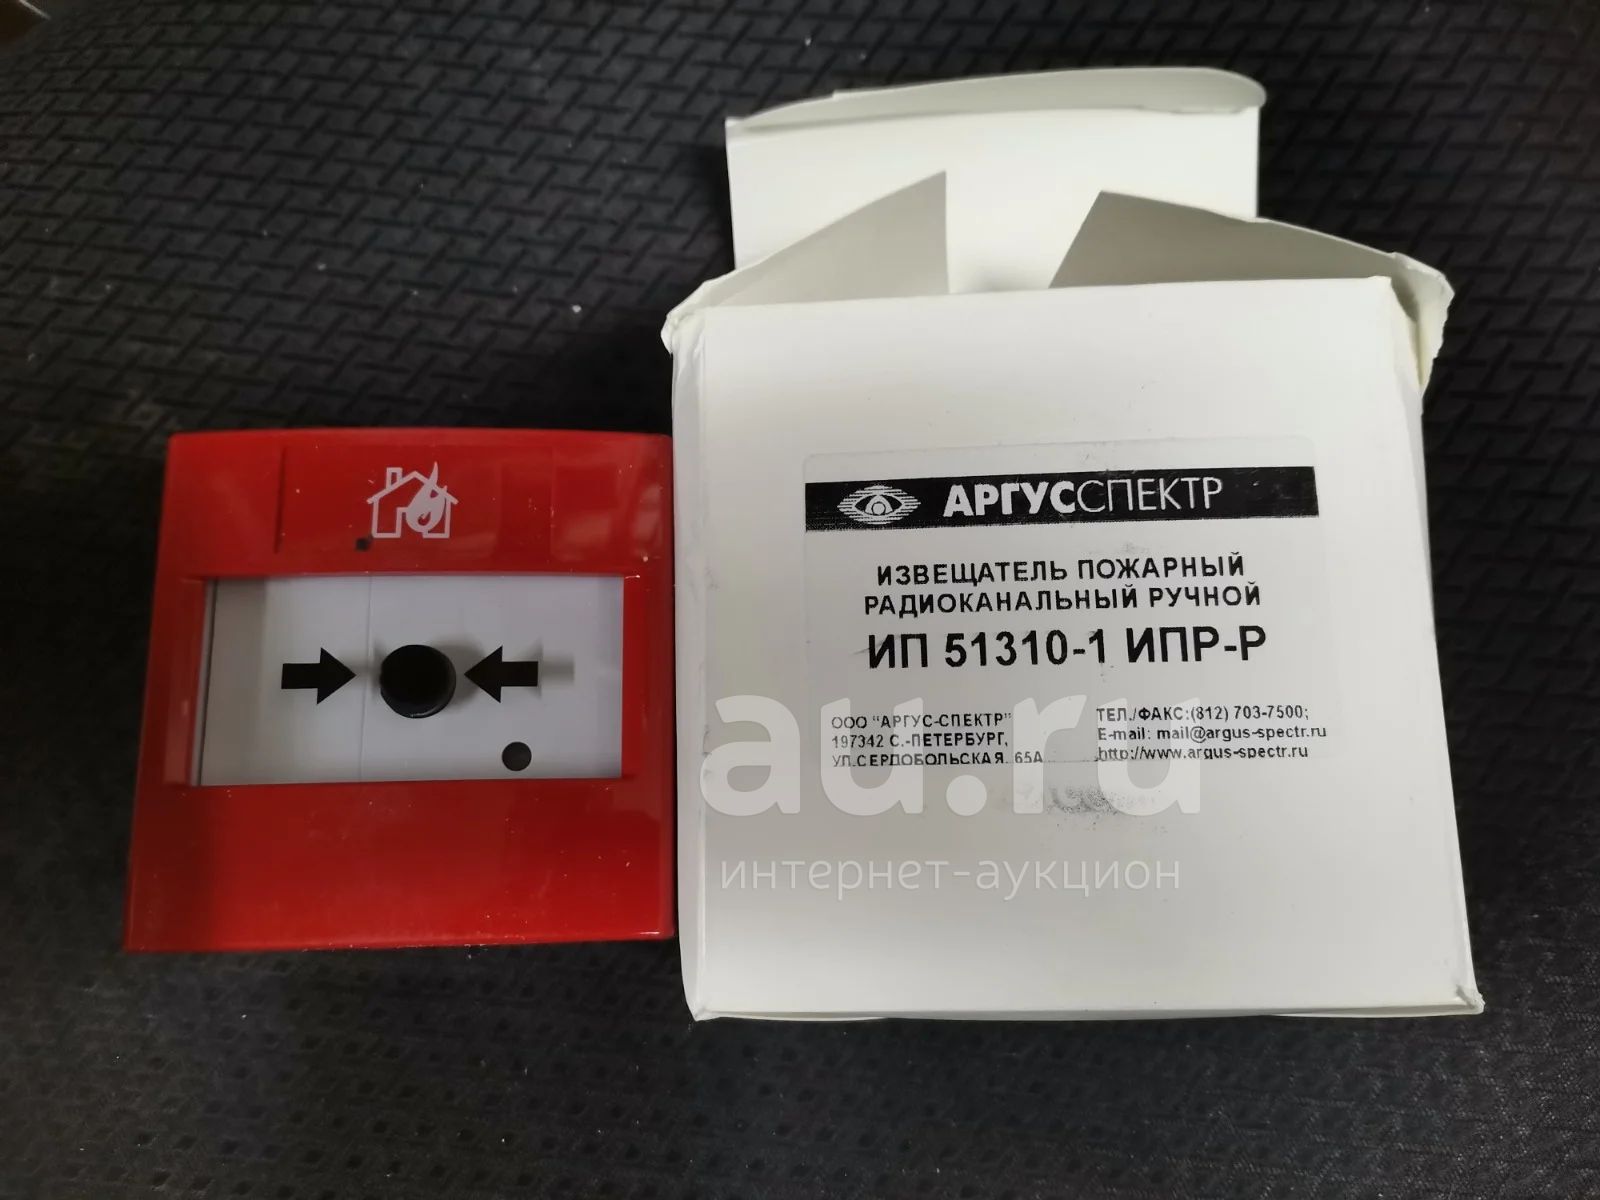 АРГУССПЕКТР
ИЗВЕЩАТЕЛЬ ПОЖАРНЫЙ
РАДИОКАНАЛЬНЫЙ РУЧНОЙ
ИП 51310-1 ИПР-Р
ООО "АРГУС-СПЕКТР"
197342 С.-ПЕТЕРБУРГ,
УЛ.СЕРДОБОЛЬСКАЯ, 65А
ТЕЛ./ФАКС:(812) 703-7500;
E-mail: mail@argus-spectr.ru
http://www.argus-spectr.ru
au.ru
интернет-аукцион